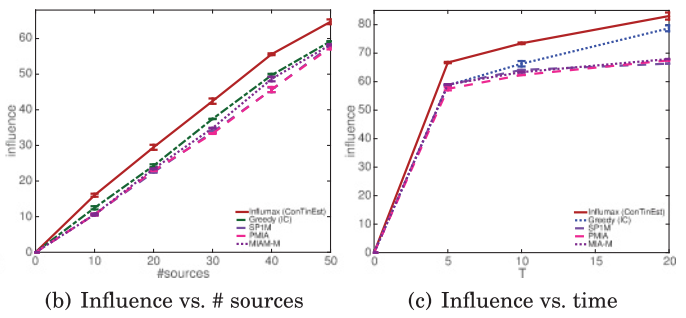 60
50
40
30
20
10
0
influence
0 10 20 30 40 50
#sources
Influmax (ConTinEst)
Greedy (IC)
SP1M
PMIA
MIAM-M
(b) Influence vs. # sources
80
70
60
50
40
30
20
10
0
influence
0 5 10 15 20
T
Influmax (ConTinEst)
Greedy (IC)
SP1M
PMIA
MIA-M
(c) Influence vs. time